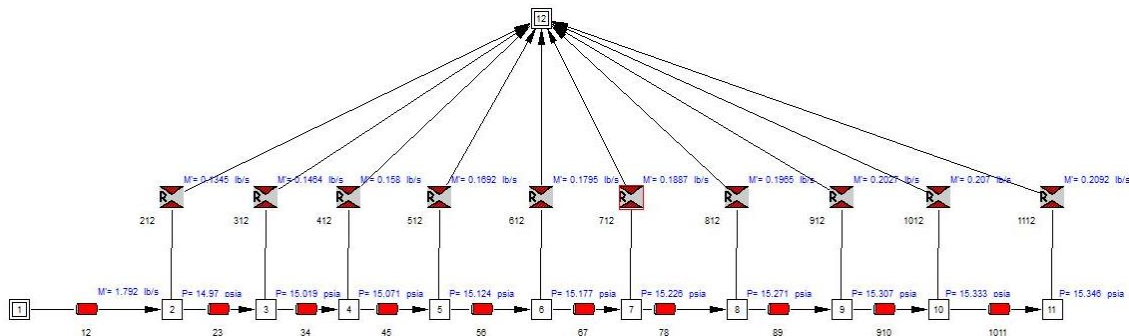 12
M'= 0.1345 lb/s M'= 0.1464 lb/s M'= 0.158 lb/s M'= 0.1692 lb/s M'= 0.1795 lb/s M'= 0.1887 lb/s M'= 0.1965 lb/s M'= 0.2027 lb/s M'= 0.207 lb/s M'= 0.2092 lb/s
R R R R R R R R R R
212 312 412 512 612 712 812 912 1012 1112
M'= 1.792 lb/s P= 14.97 psia P= 15.019 psia P= 15.071 psia P= 15.124 psia P= 15.177 psia P= 15.226 psia P= 15.271 psia P= 15.307 psia P= 15.333 psia P= 15.346 psia
1 2 3 4 5 6 7 8 9 10 11
12 23 34 45 56 67 78 89 910 1011